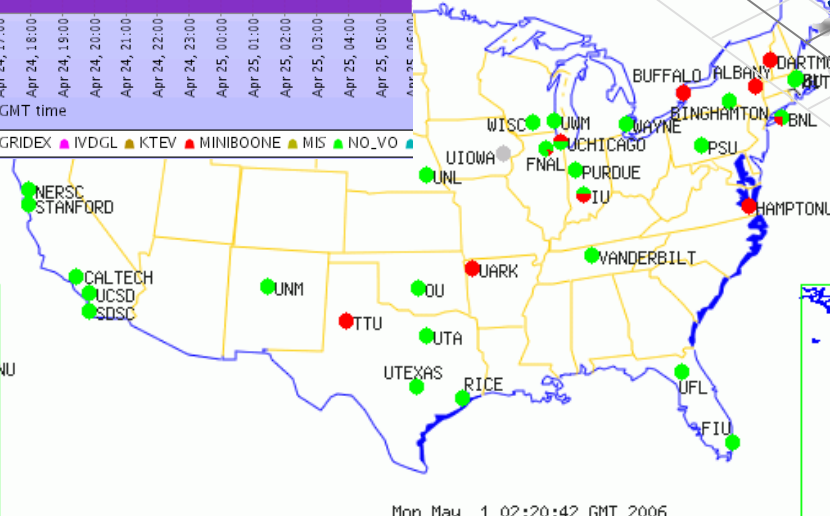 Apr 24, 18:00
Apr 24, 19:00
Apr 24, 20:00
Apr 24, 21:00
Apr 24, 22:00
Apr 24, 23:00
Apr 25, 00:00
Apr 25, 01:00
Apr 25, 02:00
Apr 25, 03:00
Apr 25, 04:00
Apr 25, 05:00
GMT time
GRIDEX IVDGL KTEV MINIBOONE MIS NO_VO
BUFFALO ALBANY DARTMO
BINGHAMTON
WISC UWM WAYNE BNL
UCHICAGO PSU
UIOWA FNAL
UNL PURDUE
NERSC IU
STANFORD HAMPTONU
VANDERBILT
UARK
CALTECH
UCSD UNM OU
SDSC
TTU
UTA
UTEXAS RICE UFL
NU
FIU
Mon May 1 02:20:42 GMT 2006